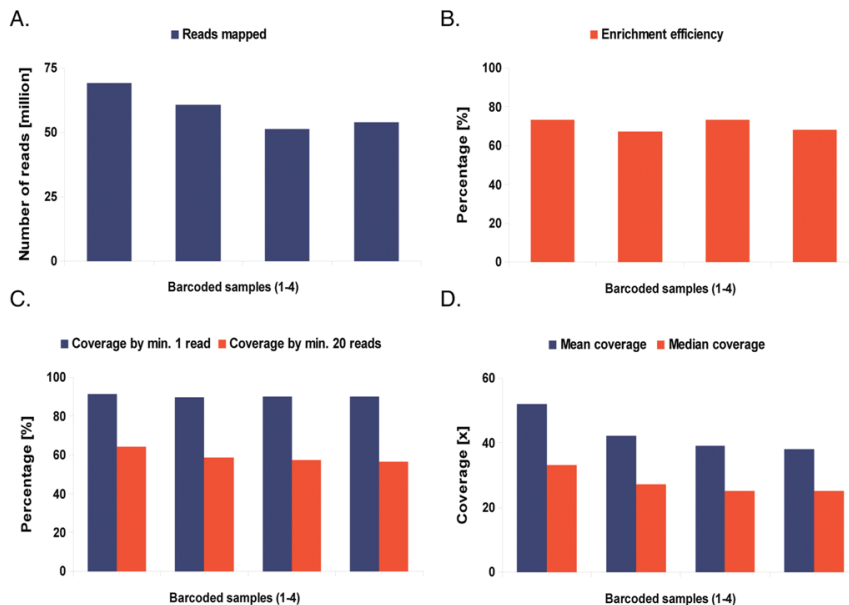 A.
Reads mapped
Number of reads [million]
75
50
25
0
Barcoded samples (1-4)
B.
Enrichment efficiency
Percentage [%]
100
80
60
40
20
0
Barcoded samples (1-4)
C.
Coverage by min. 1 read Coverage by min. 20 reads
Percentage [%]
100
80
60
40
20
0
Barcoded samples (1-4)
D.
Mean coverage Median coverage
Coverage [x]
60
40
20
0
Barcoded samples (1-4)